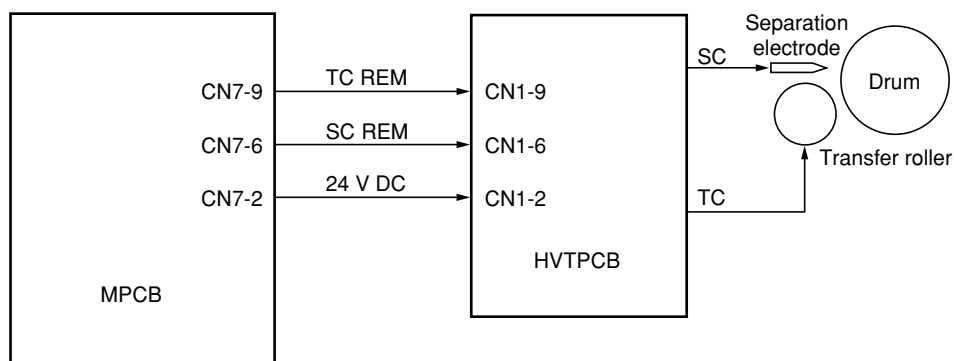 Separation
electrode
SC
Drum
CN7-9
TC REM
CN1-9
CN7-6
SC REM
CN1-6
Transfer roller
CN7-2
24 V DC
CN1-2
TC
HVTPCB
MPCB